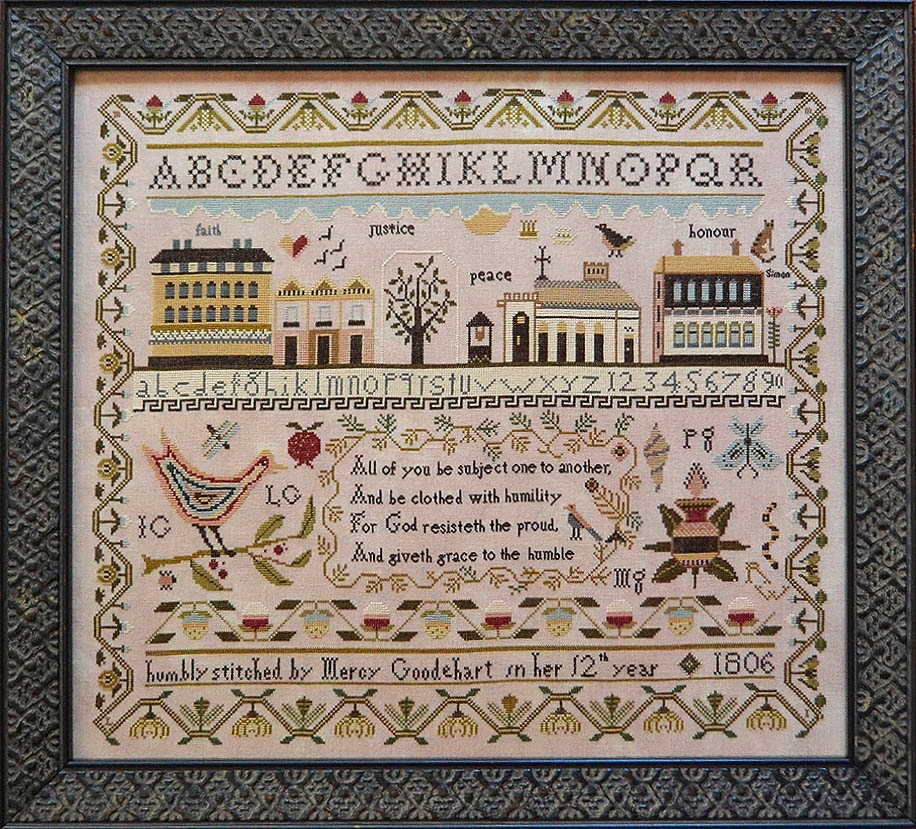 ABCDEFGHIKLMNOPQR
faith
justice
honour
peace
Simon
abcdefghiklmnopqrstuvwxyz1234567890
Pg
All of you be subject one to another,
LG
And be clothed with humility
IG
For God resisteth the proud,
And giveth grace to the humble
Mg
humbly stitched by Mercy Goodehart in her 12th year 1806